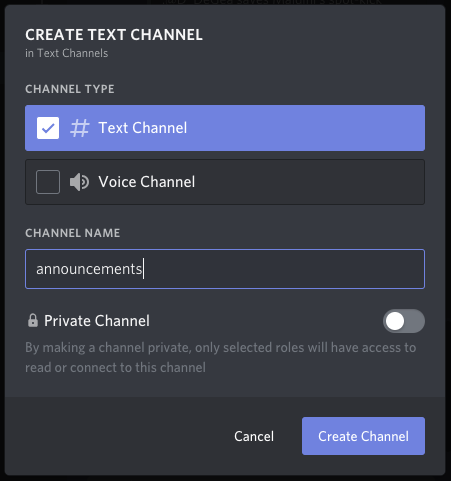 CREATE TEXT CHANNEL
in Text Channels
CHANNEL TYPE
# Text Channel
Voice Channel
CHANNEL NAME
announcements
Private Channel
By making a channel private, only selected roles will have access to
read or connect to this channel
Cancel Create Channel